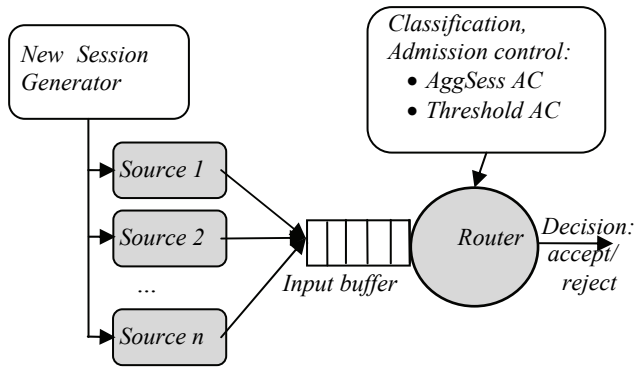 New Session
Generator
Classification,
Admission control:
• AggSess AC
• Threshold AC
Source 1
Source 2
...
Source n
Input buffer
Router
Decision:
accept/
reject